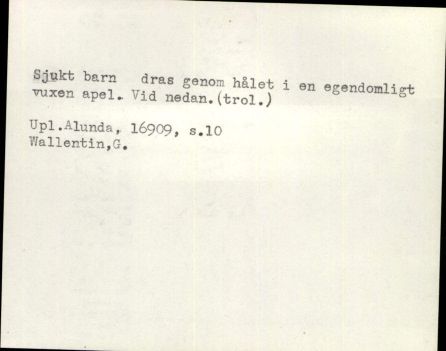 Sjukt barn dras genom hålet i en egendomligt
vuxen apel. Vid nedan.(trol.)
Upl.Alunda, 16909, s.10
Wallentin,G.